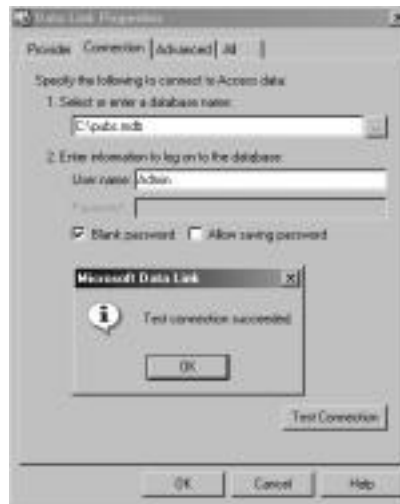 Data Link Properties
Provider Connection Advanced All
Specify the following to connect to Access data:
1. Select or enter a database name:
C:\pubs.mdb
...
2. Enter information to log on to the database:
User name: Admin
Password:
Blank password Allow saving password
Microsoft Data Link
Test connection succeeded.
OK
Test Connection
OK Cancel Help